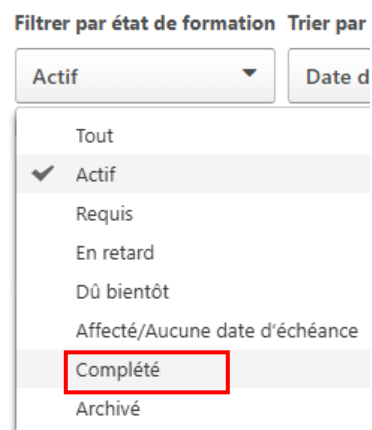 Filtrer par état de formation Trier par
Actif Date d
Tout
Actif
Requis
En retard
Dû bientôt
Affecté/Aucune date d'échéance
Complété
Archivé